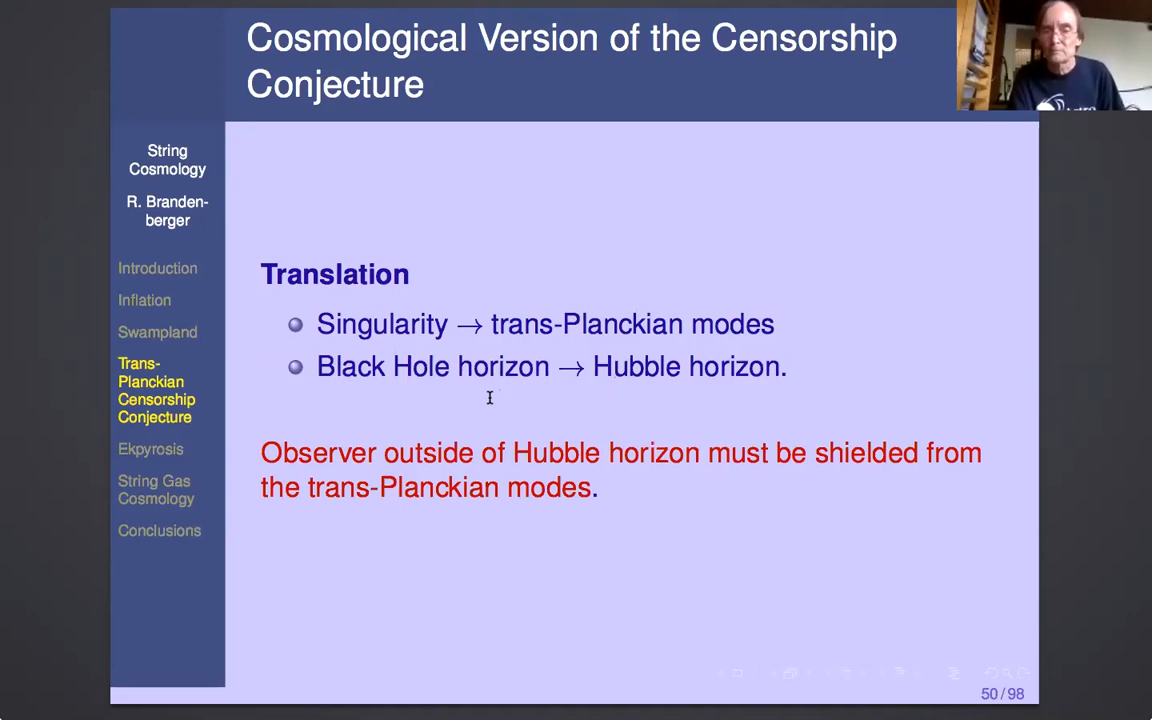 Cosmological Version of the Censorship
Conjecture
String
Cosmology
R. Branden-
berger
Introduction
Inflation
Swampland
Trans-
Planckian
Censorship
Conjecture
Ekpyrosis
String Gas
Cosmology
Conclusions
Translation
Singularity → trans-Planckian modes
Black Hole horizon → Hubble horizon.
Observer outside of Hubble horizon must be shielded from
the trans-Planckian modes.
50 / 98